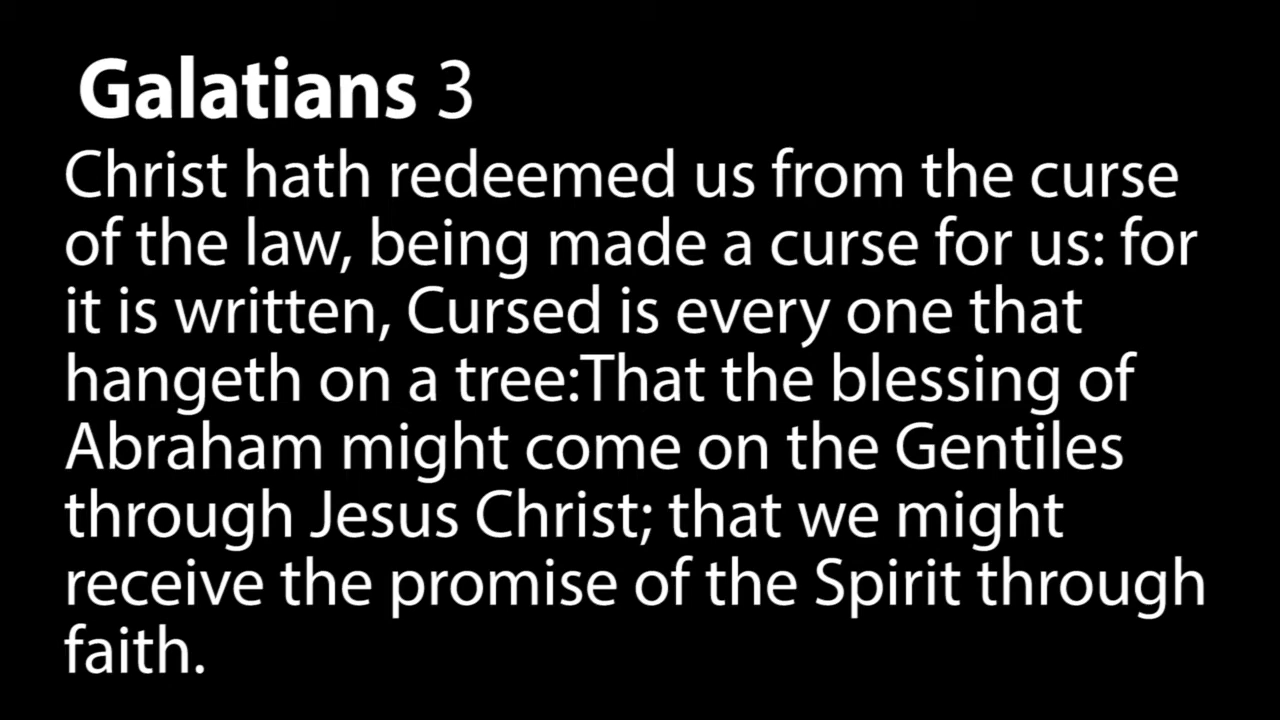 Galatians 3
Christ hath redeemed us from the curse
of the law, being made a curse for us: for
it is written, Cursed is every one that
hangeth on a tree:That the blessing of
Abraham might come on the Gentiles
through Jesus Christ; that we might
receive the promise of the Spirit through
faith.